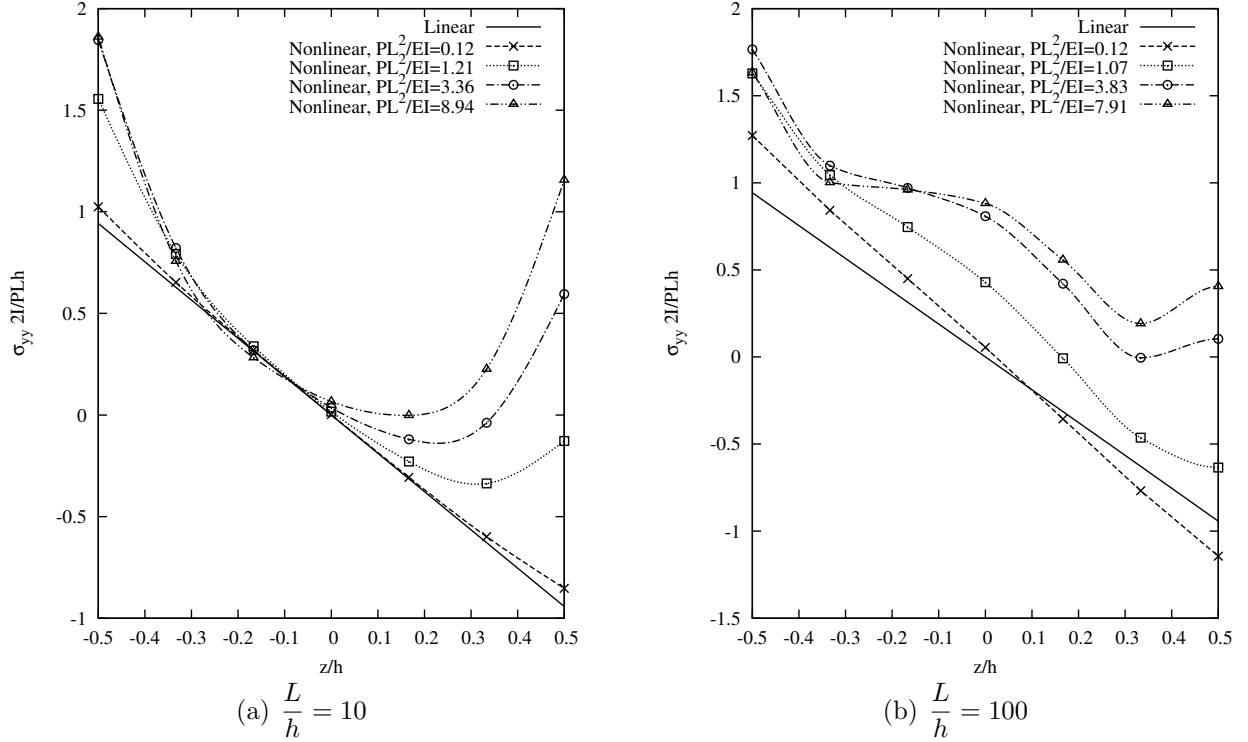 2
1.5
1
0.5
0
-0.5
-1
-0.5 -0.4 -0.3 -0.2 -0.1 0 0.1 0.2 0.3 0.4 0.5
σyy 2I/PLh
z/h
Linear
Nonlinear, PL²/EI=0.12
Nonlinear, PL²/EI=1.21
Nonlinear, PL²/EI=3.36
Nonlinear, PL²/EI=8.94
(a) L/h = 10
2
1.5
1
0.5
0
-0.5
-1
-1.5
-0.5 -0.4 -0.3 -0.2 -0.1 0 0.1 0.2 0.3 0.4 0.5
σyy 2I/PLh
z/h
Linear
Nonlinear, PL²/EI=0.12
Nonlinear, PL²/EI=1.07
Nonlinear, PL²/EI=3.83
Nonlinear, PL²/EI=7.91
(b) L/h = 100